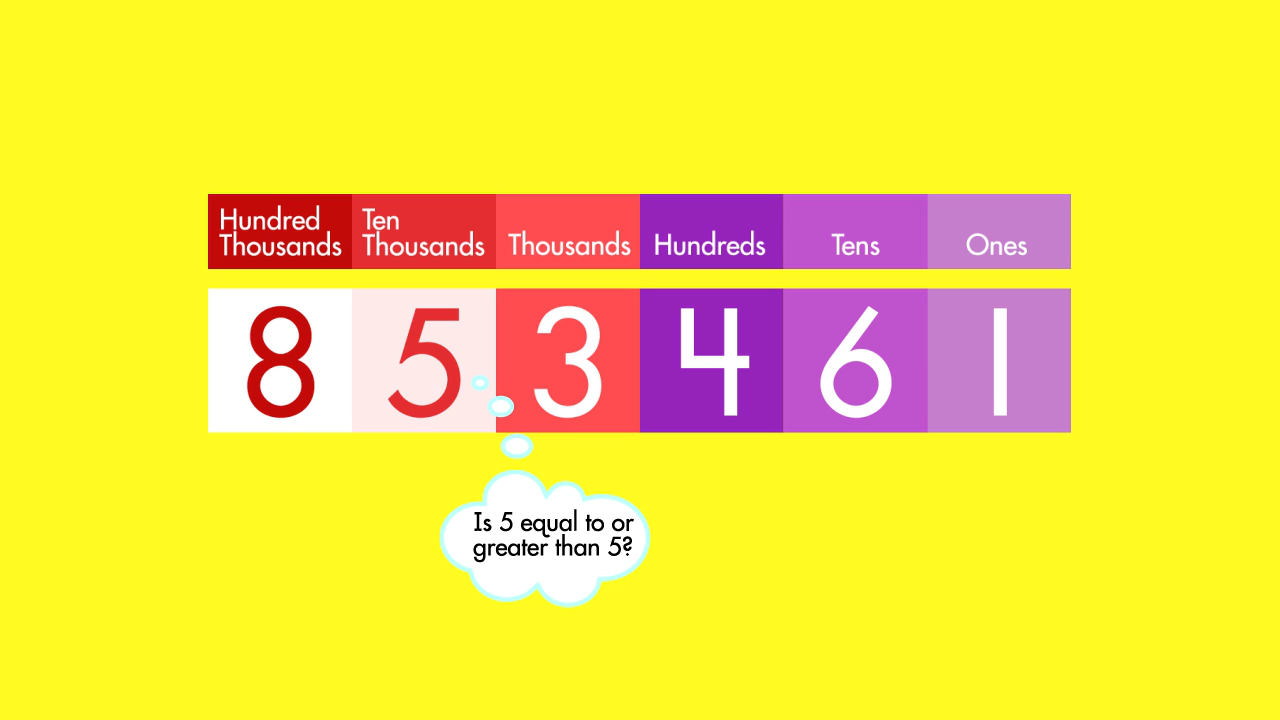 Hundred
Thousands
Ten
Thousands
Thousands
Hundreds
Tens
Ones
8 5 3 4 6 1
Is 5 equal to or
greater than 5?